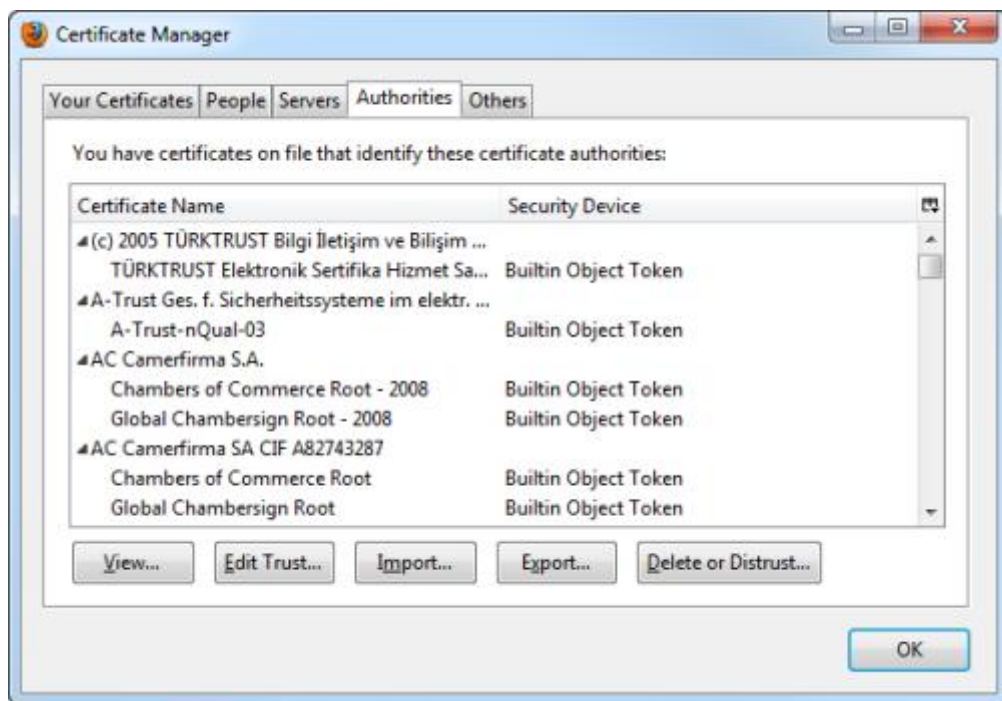 Certificate Manager
Your Certificates People Servers Authorities Others
You have certificates on file that identify these certificate authorities:
Certificate Name Security Device
(c) 2005 TÜRKTRUST Bilgi İletişim ve Bilişim ...
TÜRKTRUST Elektronik Sertifika Hizmet Sa... Builtin Object Token
A-Trust Ges. f. Sicherheitssysteme im elektr. ...
A-Trust-nQual-03 Builtin Object Token
AC Camerfirma S.A.
Chambers of Commerce Root - 2008 Builtin Object Token
Global Chambersign Root - 2008 Builtin Object Token
AC Camerfirma SA CIF A82743287
Chambers of Commerce Root Builtin Object Token
Global Chambersign Root Builtin Object Token
View... Edit Trust... Import... Export... Delete or Distrust...
OK